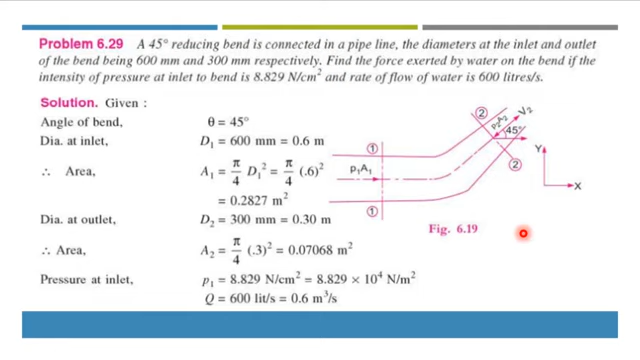 Problem 6.29 A 45° reducing bend is connected in a pipe line, the diameters at the inlet and outlet
of the bend being 600 mm and 300 mm respectively. Find the force exerted by water on the bend if the
intensity of pressure at inlet to bend is 8.829 N/cm² and rate of flow of water is 600 litres/s.
Solution. Given :
Angle of bend, θ = 45°
Dia. at inlet, D₁ = 600 mm = 0.6 m
∴ Area, A₁ = π/4 D₁² = π/4 (.6)²
= 0.2827 m²
Dia. at outlet, D₂ = 300 mm = 0.30 m
∴ Area, A₂ = π/4 (.3)² = 0.07068 m²
Pressure at inlet, p₁ = 8.829 N/cm² = 8.829 × 10⁴ N/m²
Q = 600 lit/s = 0.6 m³/s
② V₂
p₂A₂
45°
① 
p₁A₁
②
①
Y
X
Fig. 6.19